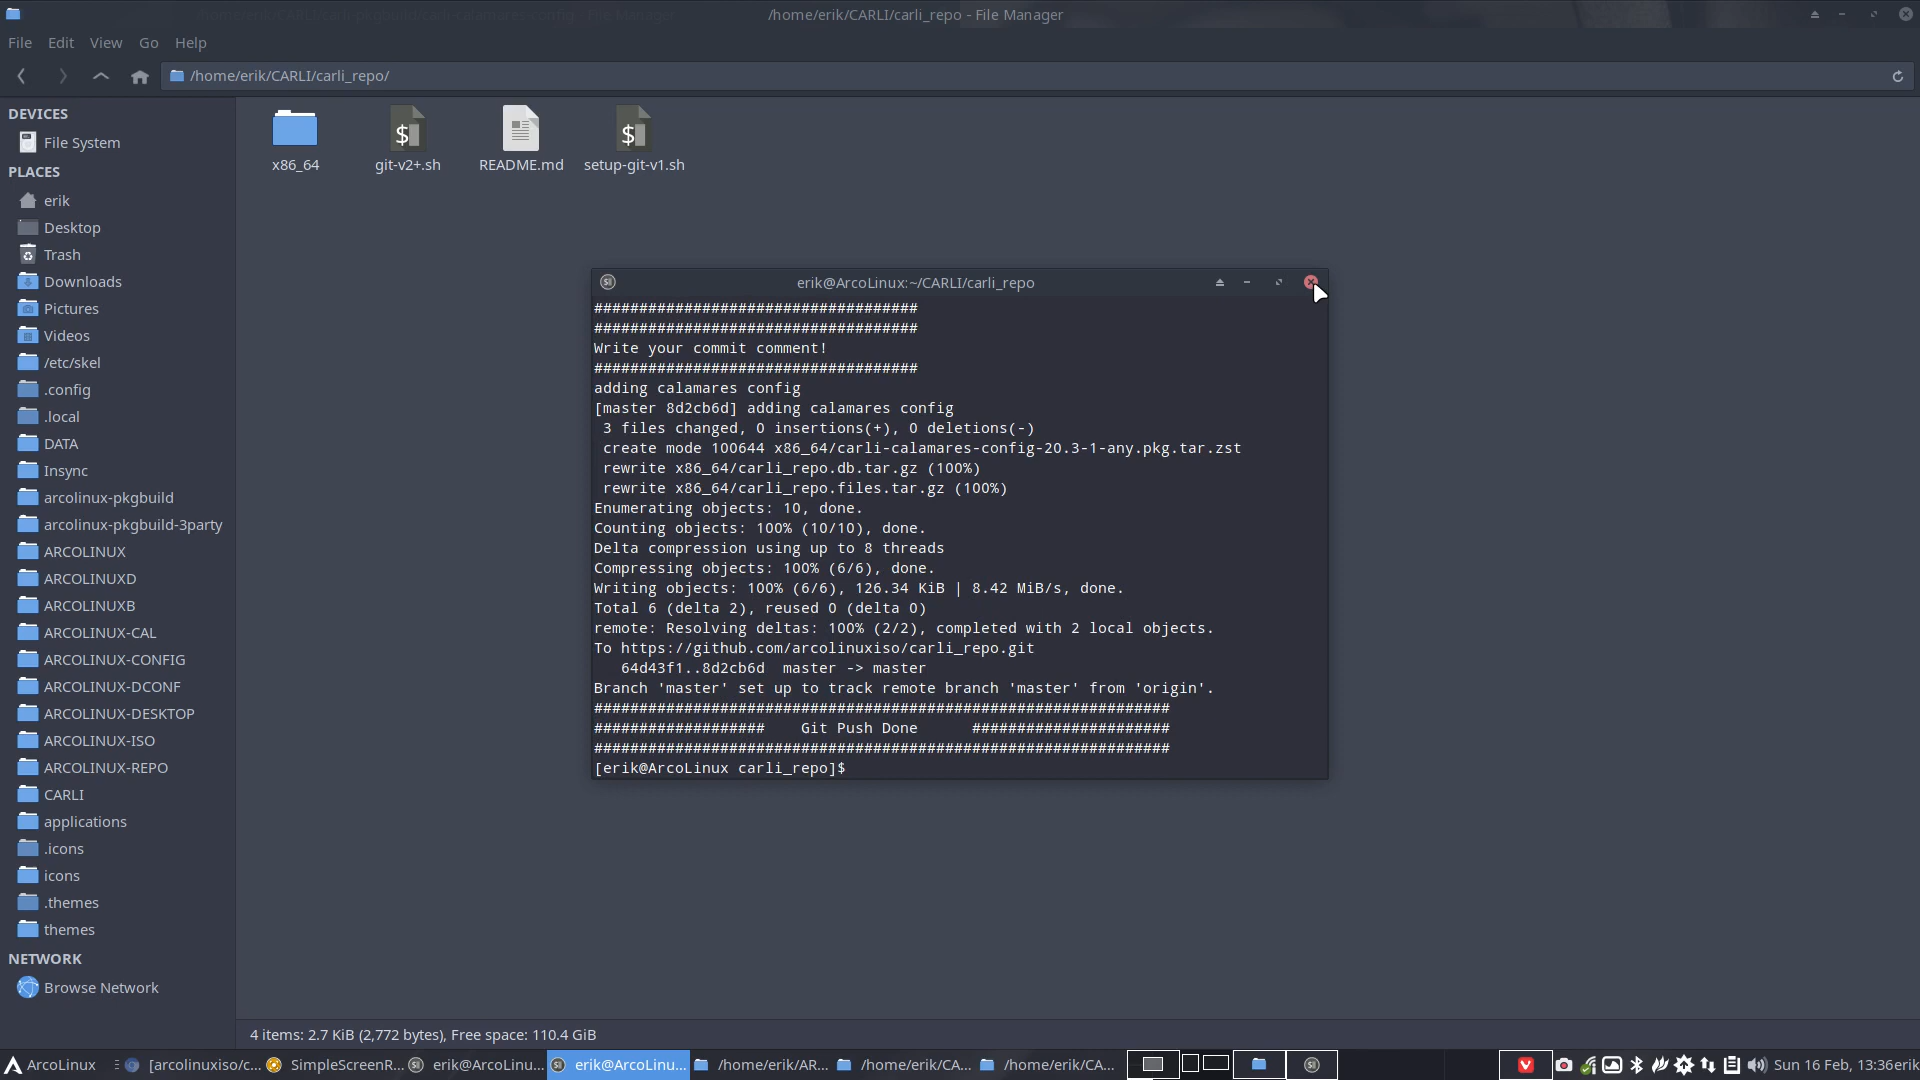 /home/erik/CARLI/carli_repo - File Manager
File Edit View Go Help
/home/erik/CARLI/carli_repo/
DEVICES
File System
PLACES
erik
Desktop
Trash
Downloads
Pictures
Videos
/etc/skel
.config
.local
DATA
Insync
arcolinux-pkgbuild
arcolinux-pkgbuild-3party
ARCOLINUX
ARCOLINUXD
ARCOLINUXB
ARCOLINUX-CAL
ARCOLINUX-CONFIG
ARCOLINUX-DCONF
ARCOLINUX-DESKTOP
ARCOLINUX-ISO
ARCOLINUX-REPO
CARLI
applications
.icons
icons
.themes
themes
NETWORK
Browse Network
x86_64 git-v2+.sh README.md setup-git-v1.sh
erik@ArcoLinux:~/CARLI/carli_repo
####################################
####################################
Write your commit comment!
####################################
adding calamares config
[master 8d2cb6d] adding calamares config
3 files changed, 0 insertions(+), 0 deletions(-)
create mode 100644 x86_64/carli-calamares-config-20.3-1-any.pkg.tar.zst
rewrite x86_64/carli_repo.db.tar.gz (100%)
rewrite x86_64/carli_repo.files.tar.gz (100%)
Enumerating objects: 10, done.
Counting objects: 100% (10/10), done.
Delta compression using up to 8 threads
Compressing objects: 100% (6/6), done.
Writing objects: 100% (6/6), 126.34 KiB | 8.42 MiB/s, done.
Total 6 (delta 2), reused 0 (delta 0)
remote: Resolving deltas: 100% (2/2), completed with 2 local objects.
To https://github.com/arcolinuxiso/carli_repo.git
64d43f1..8d2cb6d master -> master
Branch 'master' set up to track remote branch 'master' from 'origin'.
################################################################
################### Git Push Done ######################
################################################################
[erik@ArcoLinux carli_repo]$
4 items: 2.7 KiB (2,772 bytes), Free space: 110.4 GiB
ArcoLinux [arcolinuxiso/c... SimpleScreenR... erik@ArcoLinu... erik@ArcoLinu... /home/erik/AR... /home/erik/CA... /home/erik/CA... Sun 16 Feb, 13:36 erik